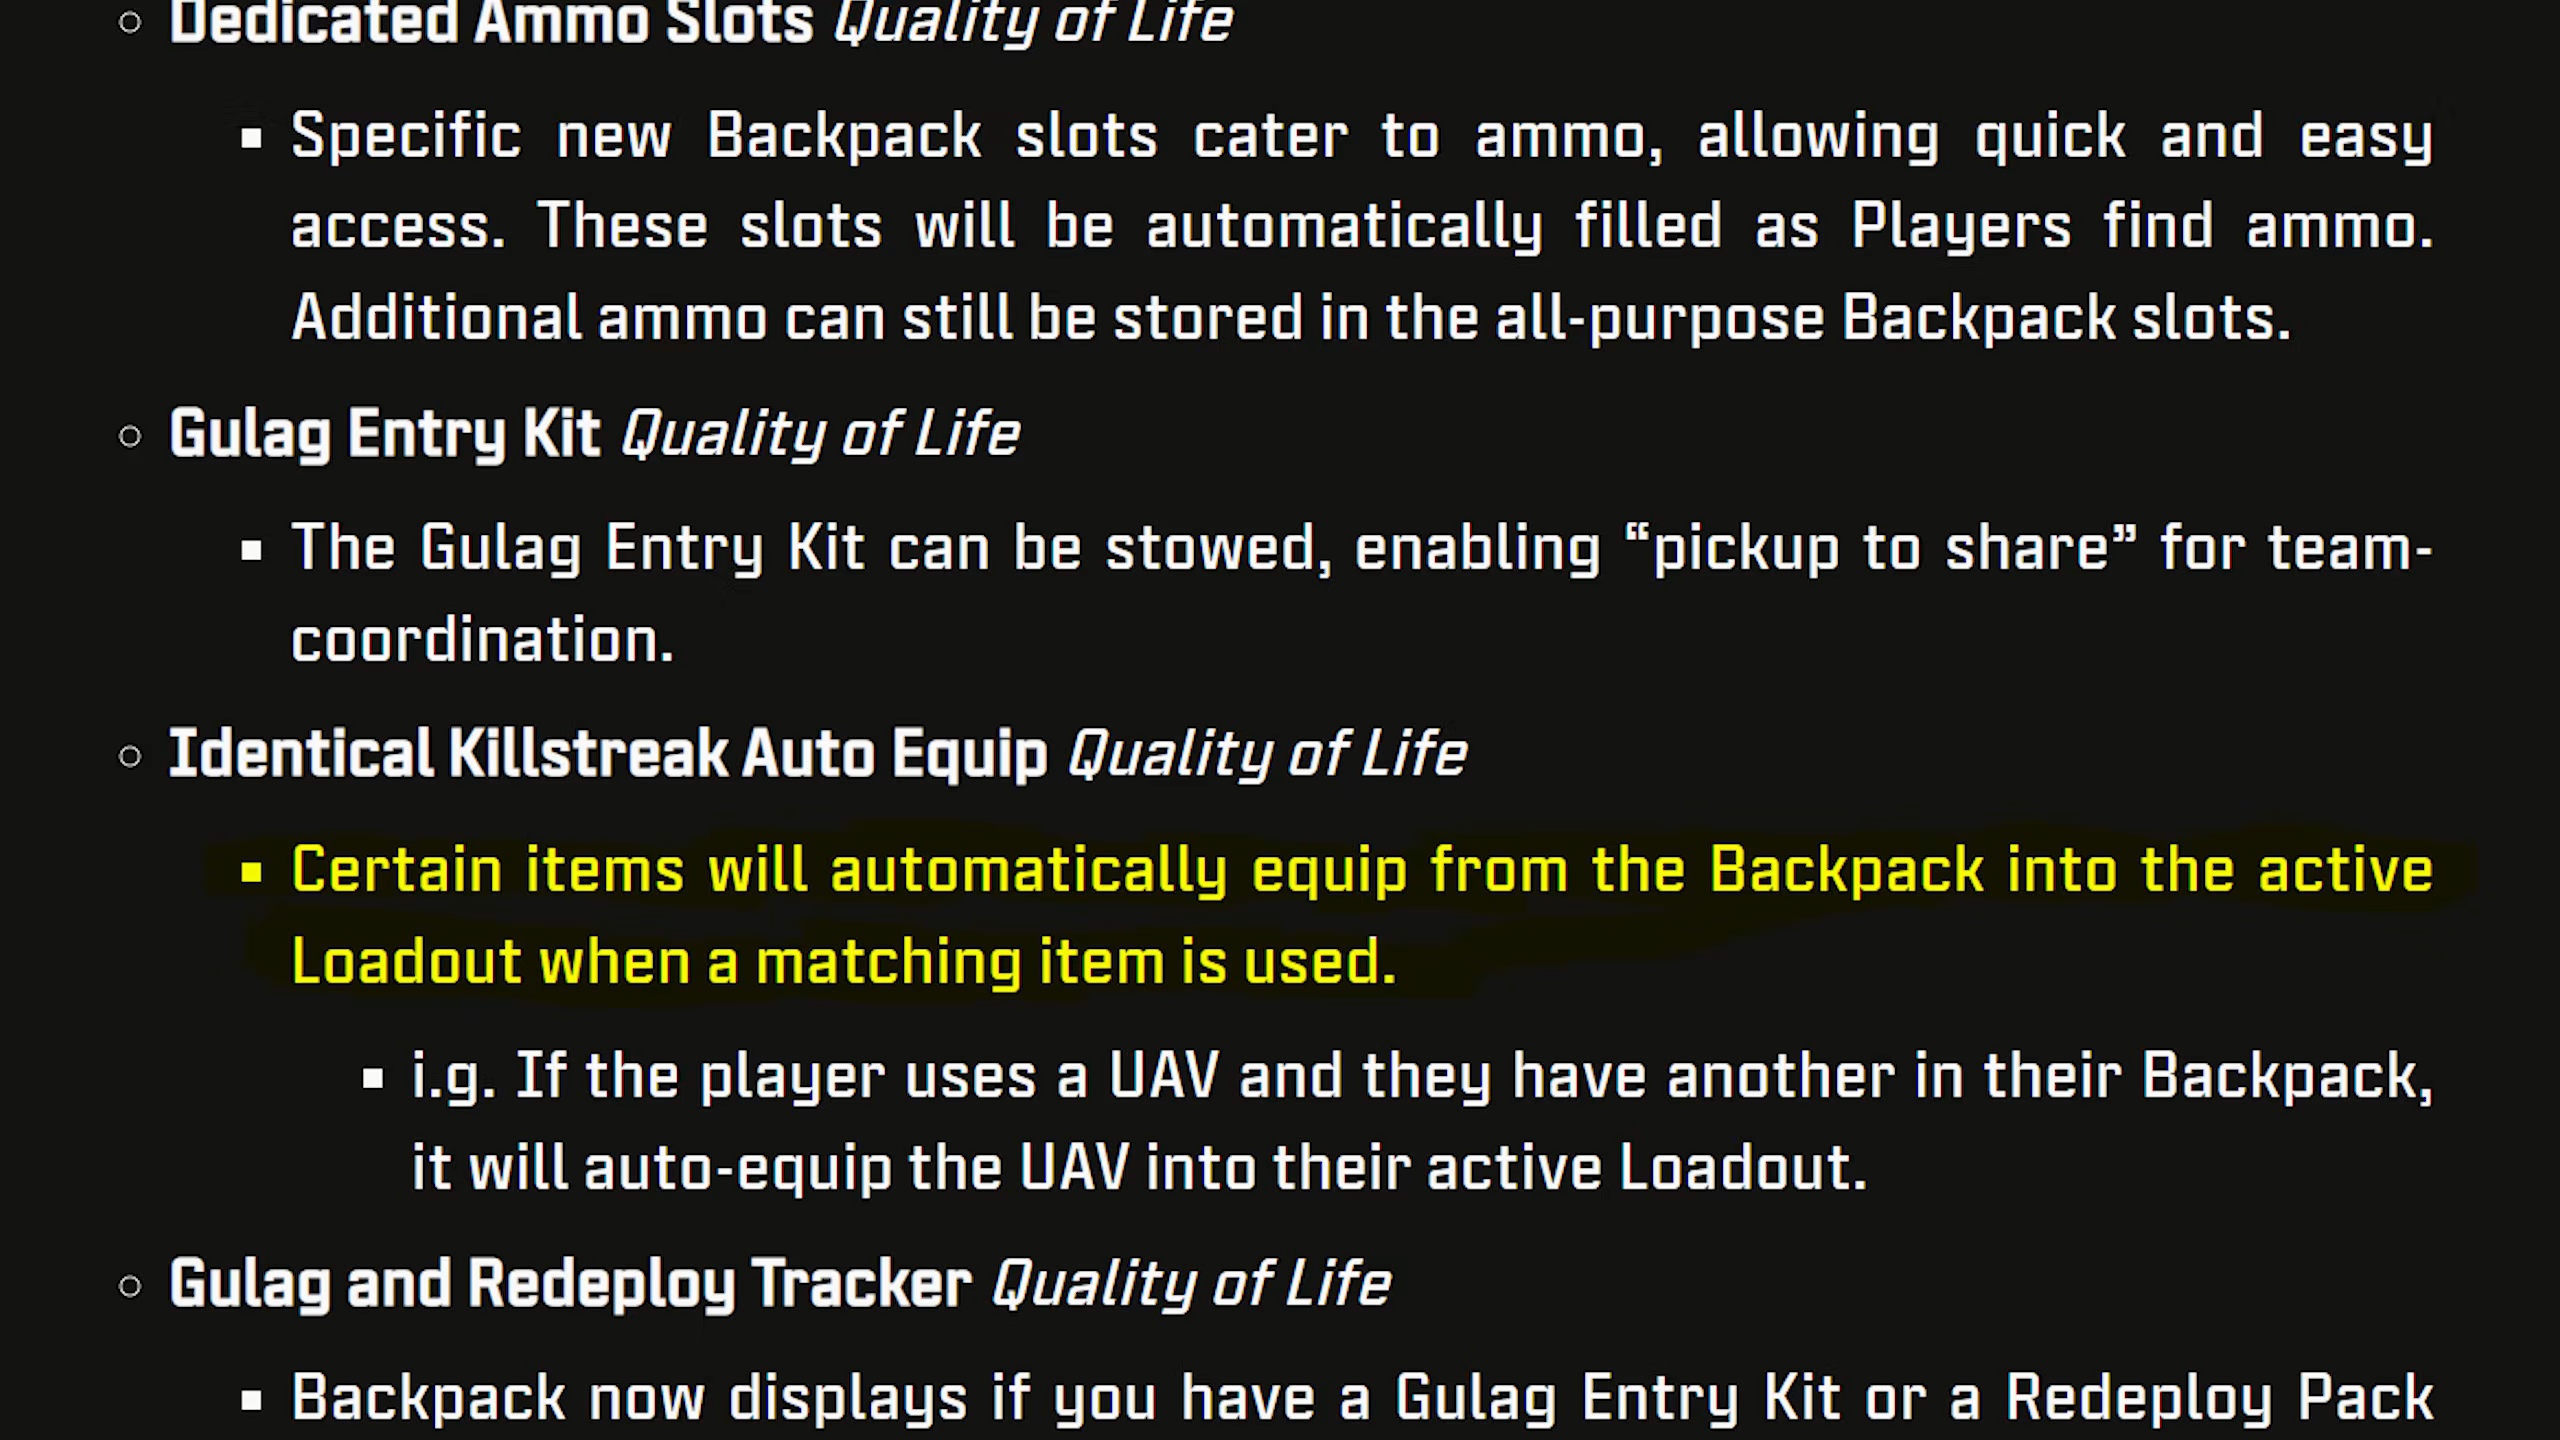 Dedicated Ammo Slots Quality of Life
Specific new Backpack slots cater to ammo, allowing quick and easy
access. These slots will be automatically filled as Players find ammo.
Additional ammo can still be stored in the all-purpose Backpack slots.
Gulag Entry Kit Quality of Life
The Gulag Entry Kit can be stowed, enabling “pickup to share” for team-
coordination.
Identical Killstreak Auto Equip Quality of Life
Certain items will automatically equip from the Backpack into the active
Loadout when a matching item is used.
i.g. If the player uses a UAV and they have another in their Backpack,
it will auto-equip the UAV into their active Loadout.
Gulag and Redeploy Tracker Quality of Life
Backpack now displays if you have a Gulag Entry Kit or a Redeploy Pack